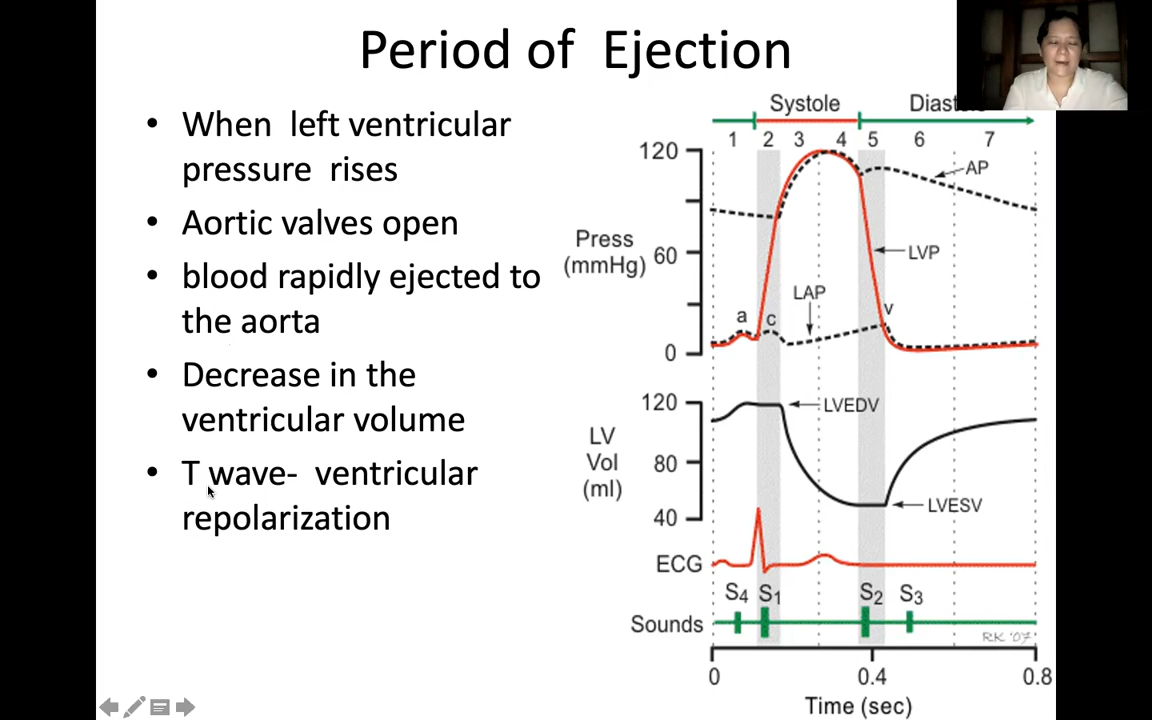 Period of  Ejection
• When  left ventricular
pressure  rises
• Aortic valves open
• blood rapidly ejected to
the aorta
• Decrease in the
ventricular volume
• T wave-  ventricular
repolarization
Systole
1 2 3 4 5 6 7
120
AP
Press
(mmHg)
60
LVP
LAP
a
c
v
0
120
LVEDV
LV
Vol
(ml)
80
LVESV
40
ECG
S4 S1 S2 S3
Sounds
RK '07
0 0.4 0.8
Time (sec)